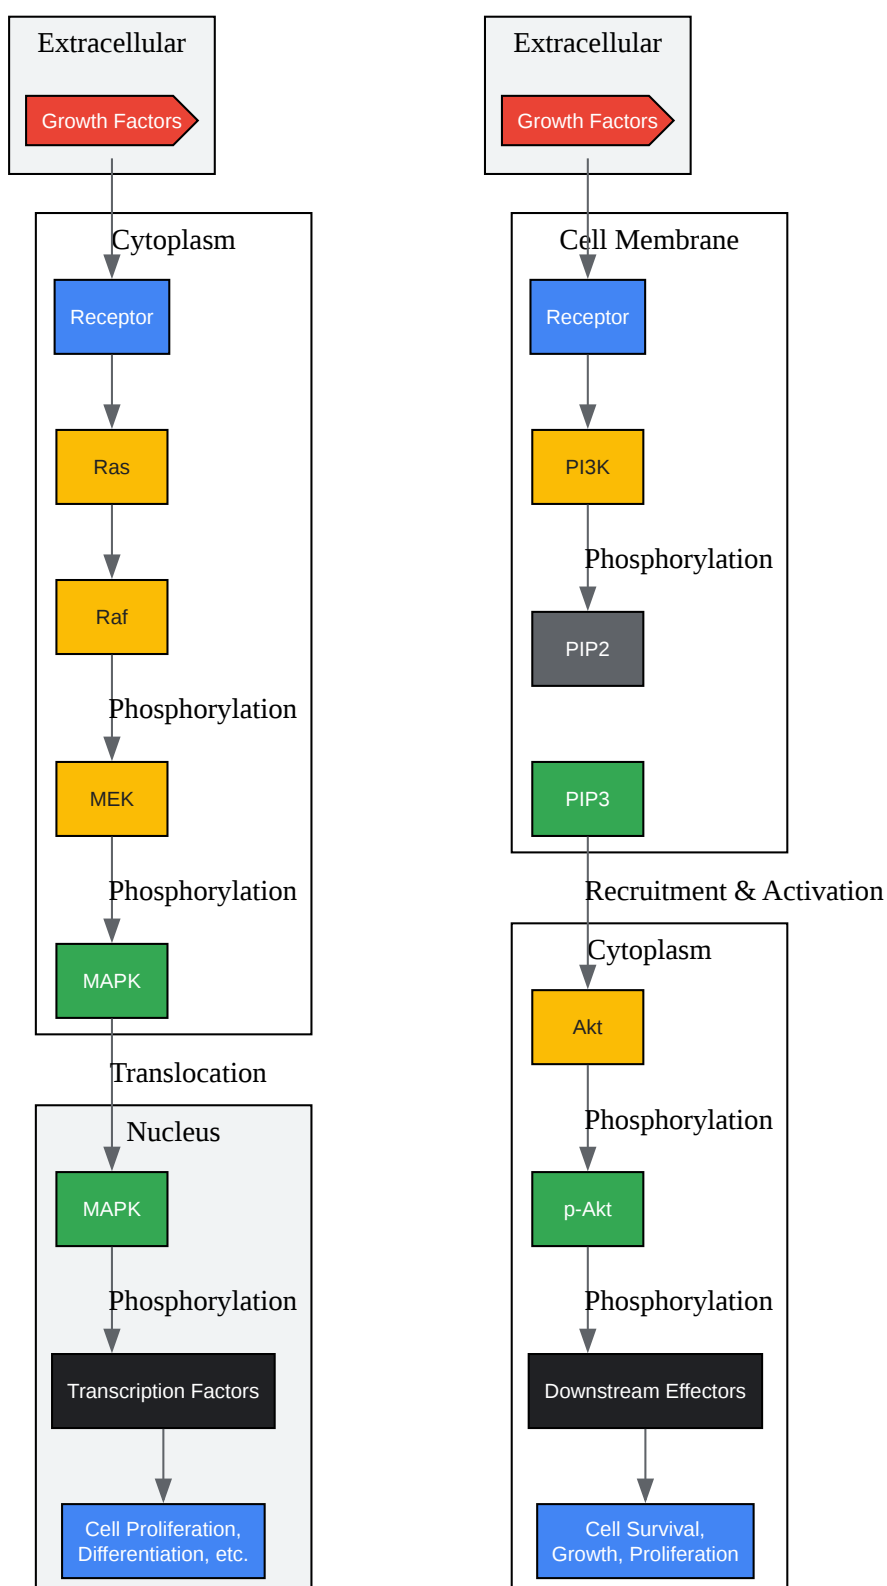 Extracellular
Growth Factors
Cytoplasm
Receptor
Ras
Raf
Phosphorylation
MEK
Phosphorylation
MAPK
Translocation
Nucleus
MAPK
Phosphorylation
Transcription Factors
Cell Proliferation,
Differentiation, etc.
Extracellular
Growth Factors
Cell Membrane
Receptor
PI3K
Phosphorylation
PIP2
PIP3
Recruitment & Activation
Cytoplasm
Akt
Phosphorylation
p-Akt
Phosphorylation
Downstream Effectors
Cell Survival,
Growth, Proliferation